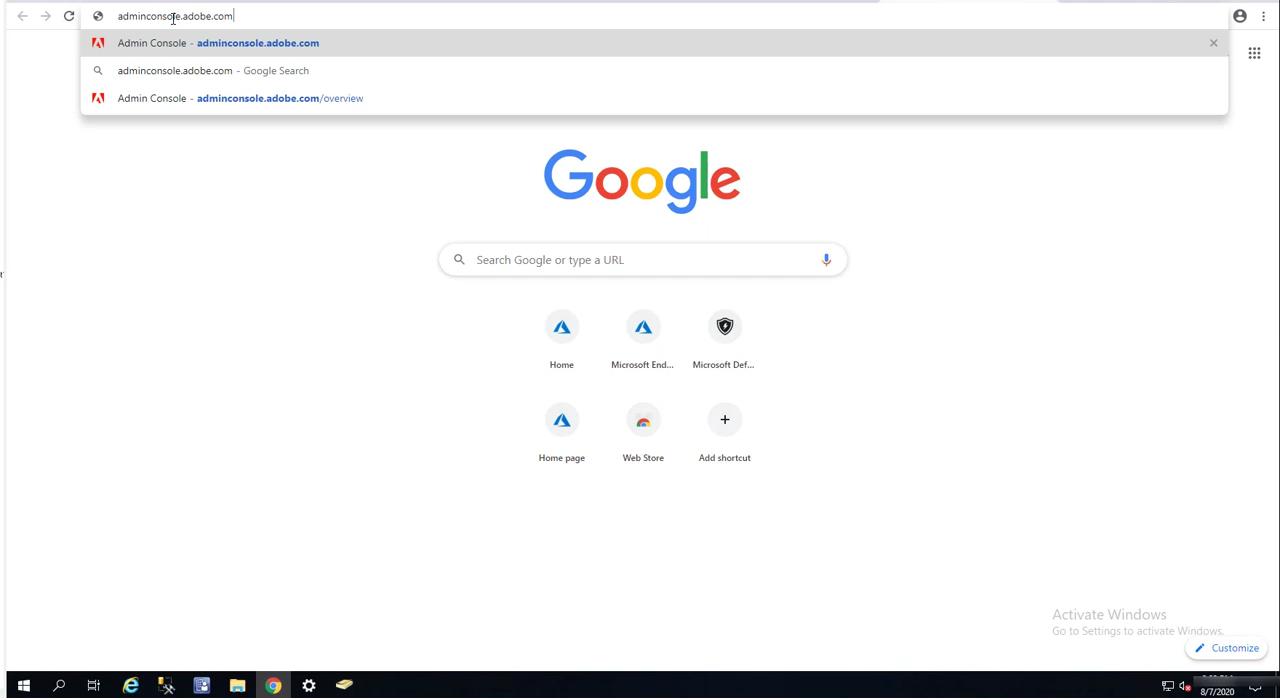 adminconsole.adobe.com
Admin Console - adminconsole.adobe.com
adminconsole.adobe.com - Google Search
Admin Console - adminconsole.adobe.com/overview
Google
Search Google or type a URL
Home
Microsoft End...
Microsoft Def...
Home page
Web Store
Add shortcut
Activate Windows
Go to Settings to activate Windows.
Customize
8/7/2020